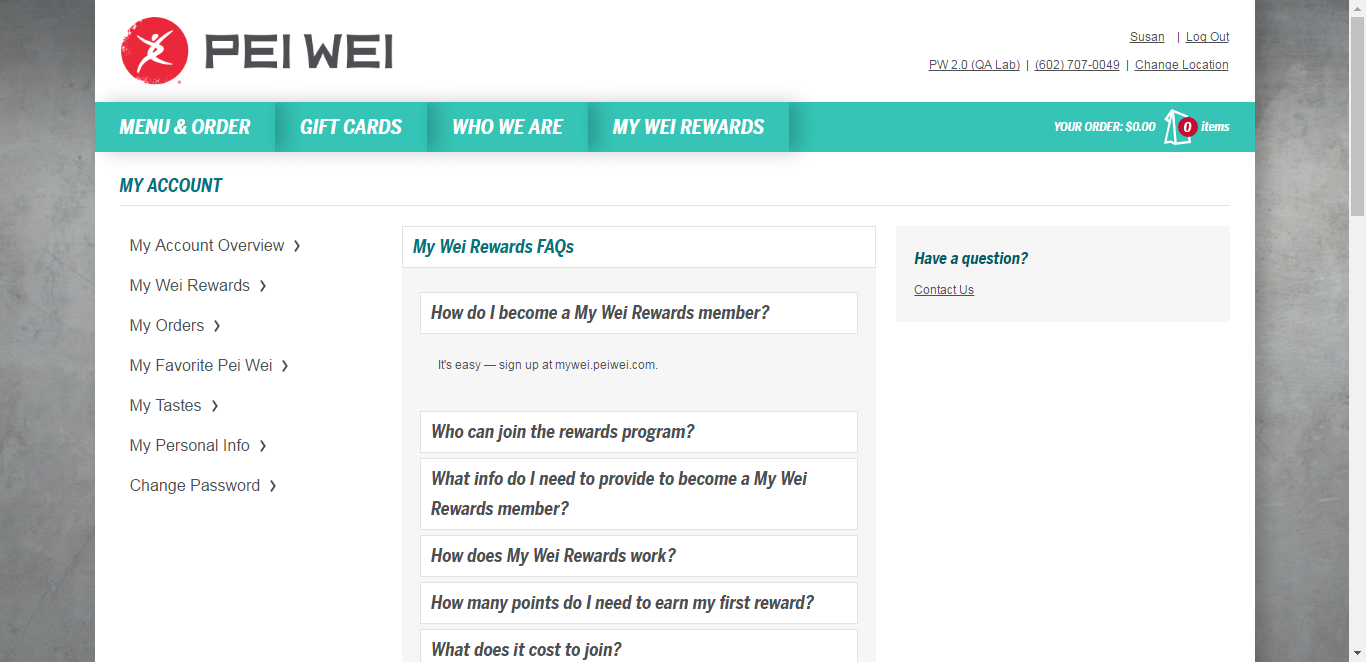 PEI WEI
Susan | Log Out
PW 2.0 (QA Lab) | (602) 707-0049 | Change Location
MENU & ORDER GIFT CARDS WHO WE ARE MY WEI REWARDS YOUR ORDER: $0.00 0 items
MY ACCOUNT
My Account Overview ›
My Wei Rewards ›
My Orders ›
My Favorite Pei Wei ›
My Tastes ›
My Personal Info ›
Change Password ›
My Wei Rewards FAQs
How do I become a My Wei Rewards member?
It's easy — sign up at mywei.peiwei.com.
Who can join the rewards program?
What info do I need to provide to become a My Wei
Rewards member?
How does My Wei Rewards work?
How many points do I need to earn my first reward?
What does it cost to join?
Have a question?
Contact Us